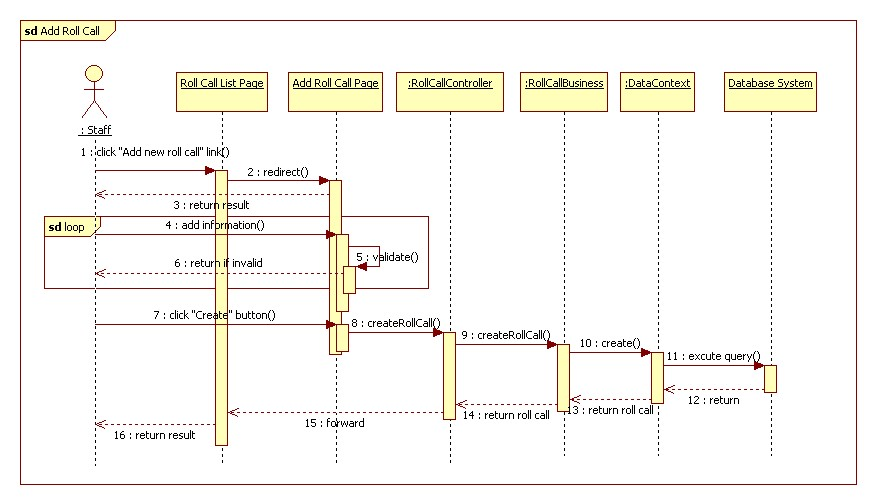 sd Add Roll Call
Roll Call List Page
Add Roll Call Page
:RollCallController
:RollCallBusiness
:DataContext
Database System
: Staff
1 : click "Add new roll call" link()
2 : redirect()
3 : return result
sd loop
4 : add information()
5 : validate()
6 : return if invalid
7 : click "Create" button()
8 : createRollCall()
9 : createRollCall()
10 : create()
11 : excute query()
12 : return
13 : return roll call
14 : return roll call
15 : forward
16 : return result